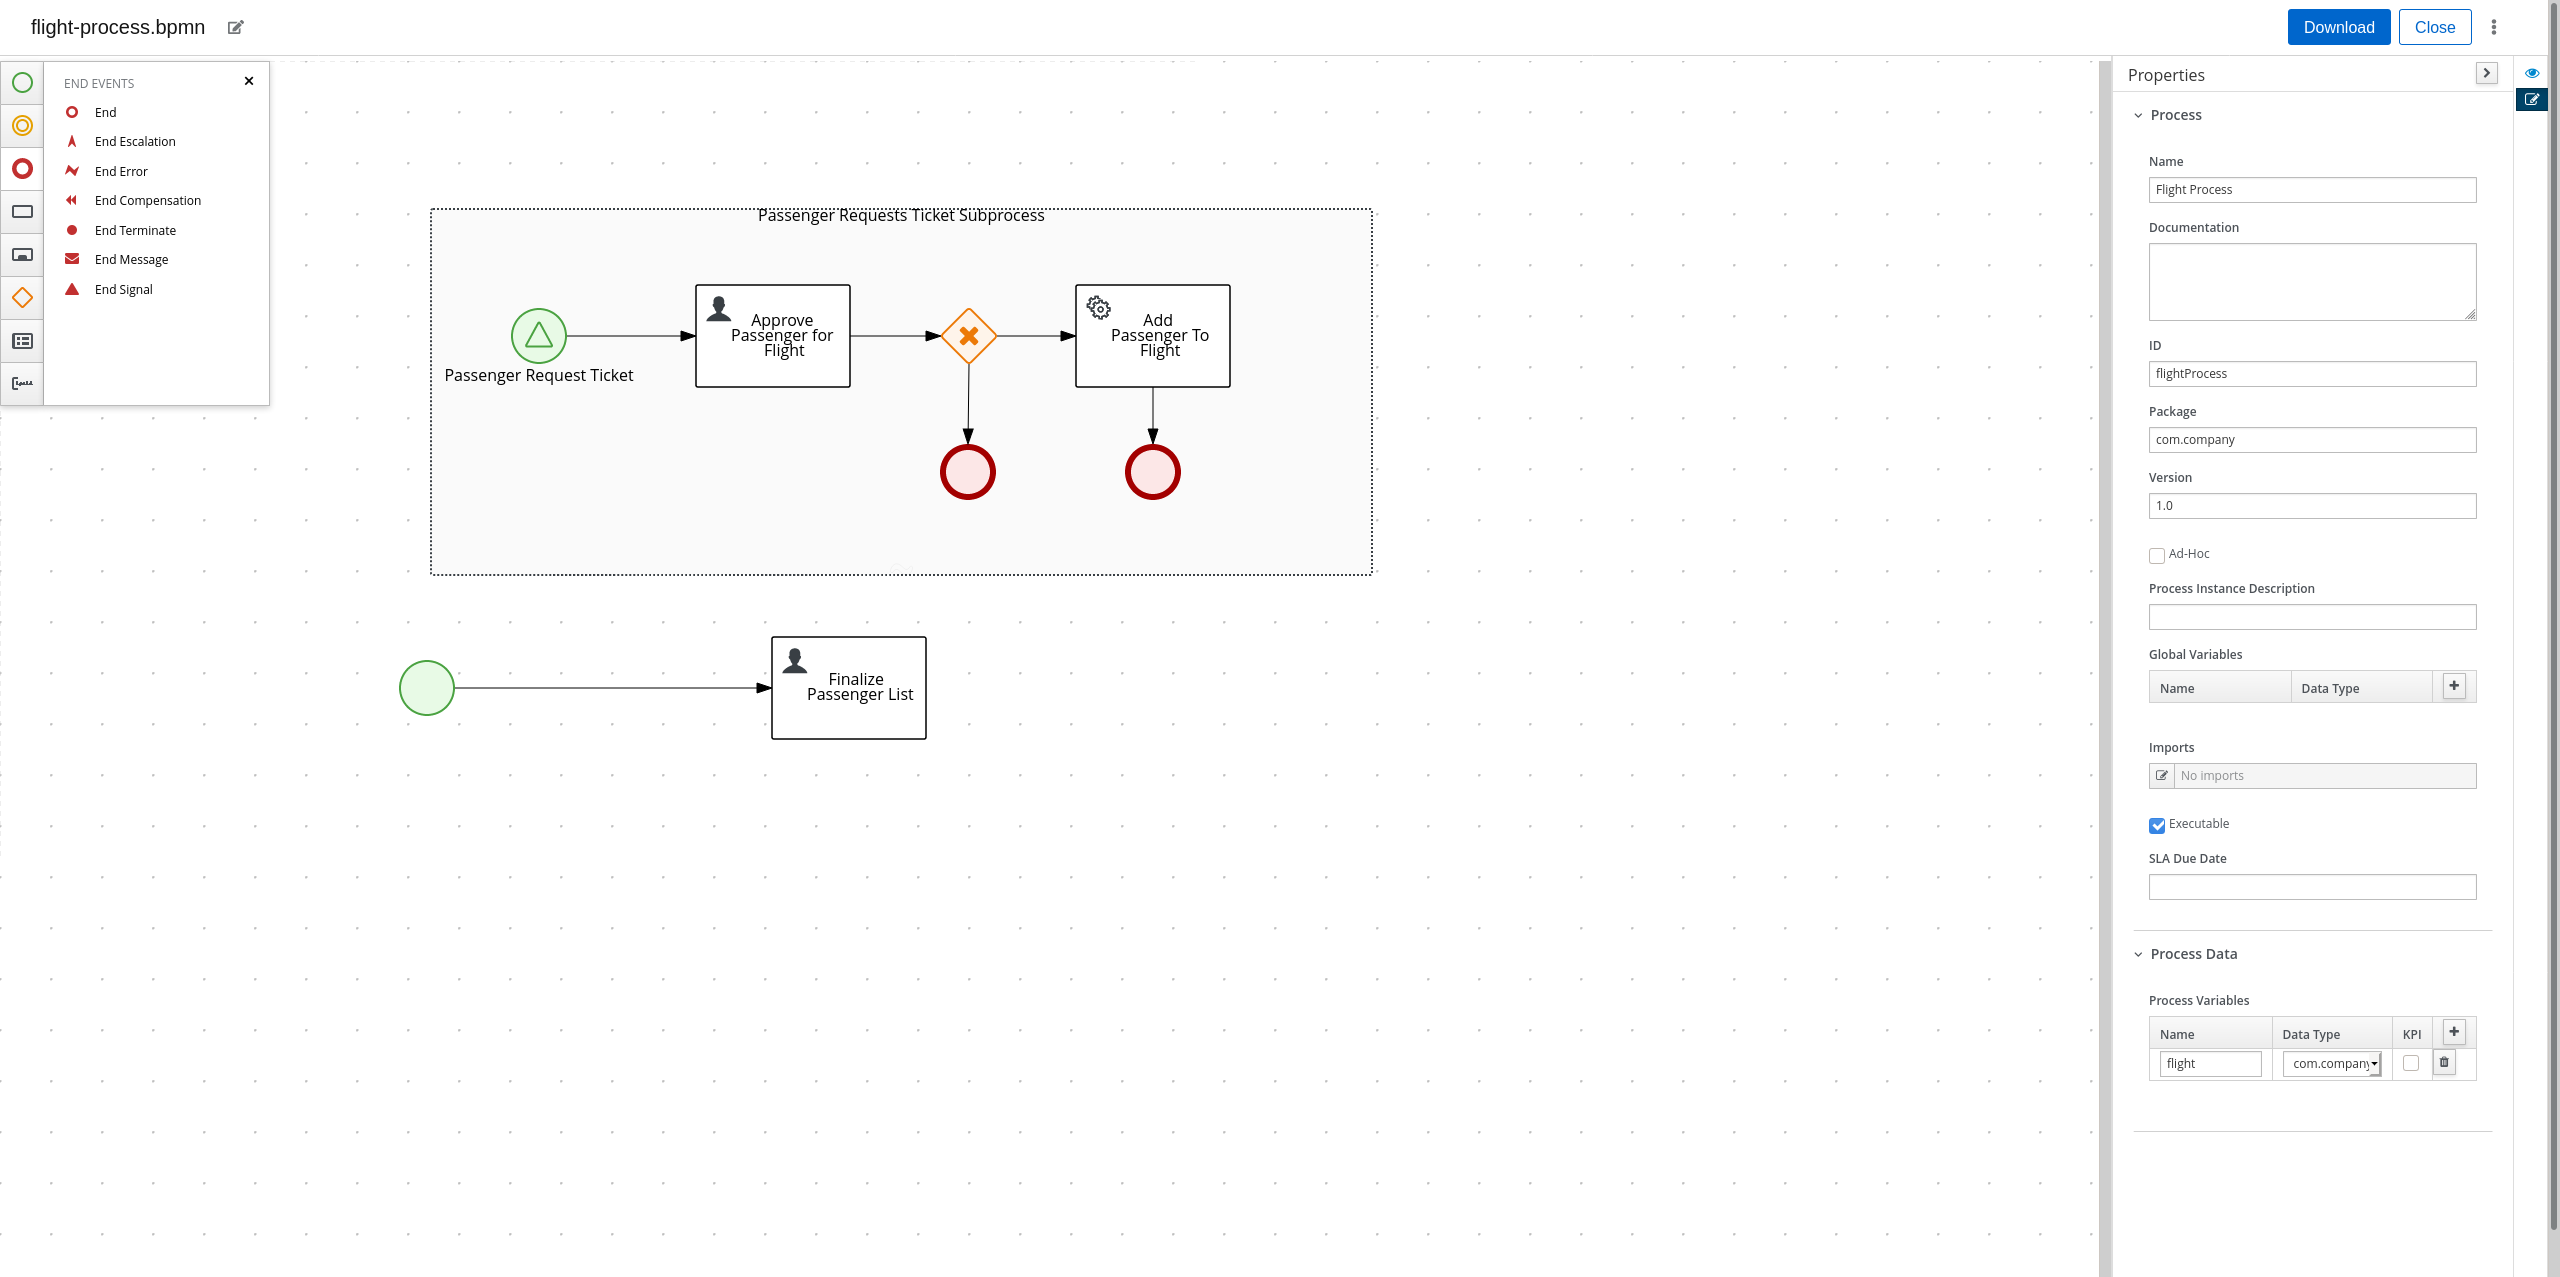 flight-process.bpmn
Download
Close
END EVENTS
End
End Escalation
End Error
End Compensation
End Terminate
End Message
End Signal
Passenger Requests Ticket Subprocess
Passenger Request Ticket
Approve
Passenger for
Flight
Add
Passenger To
Flight
Finalize
Passenger List
Properties
Process
Name
Flight Process
Documentation
ID
flightProcess
Package
com.company
Version
1.0
Ad-Hoc
Process Instance Description
Global Variables
Name Data Type
Imports
No imports
Executable
SLA Due Date
Process Data
Process Variables
Name Data Type KPI
flight com.company